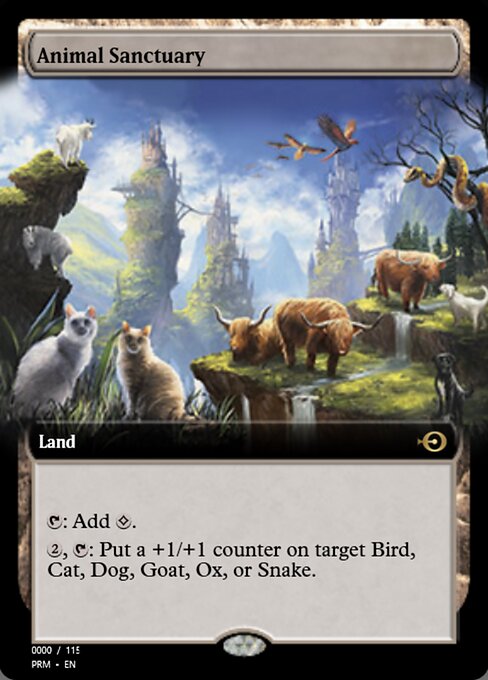 Animal Sanctuary
Land
: Add .
2, : Put a +1/+1 counter on target Bird,
Cat, Dog, Goat, Ox, or Snake.
0000 / 115
PRM • EN